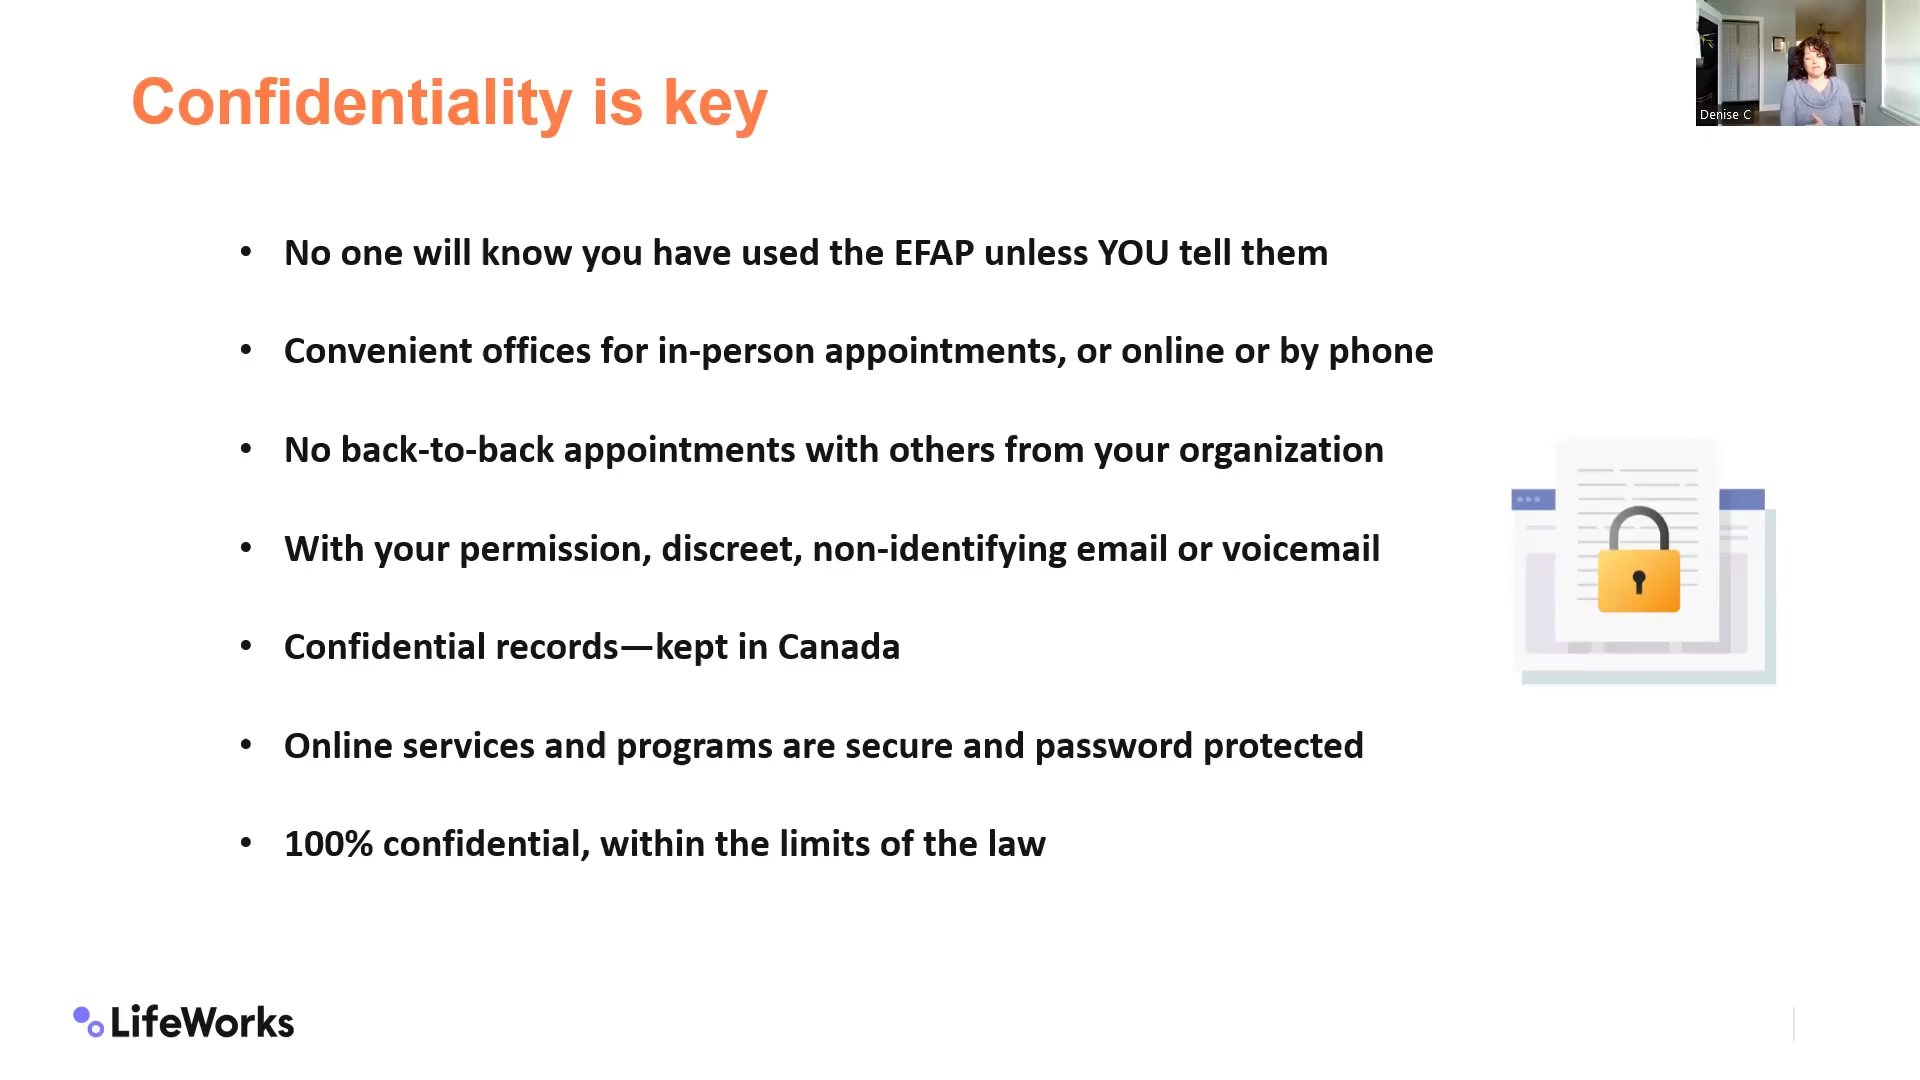 Confidentiality is key
Denise C
• No one will know you have used the EFAP unless YOU tell them
• Convenient offices for in-person appointments, or online or by phone
• No back-to-back appointments with others from your organization
• With your permission, discreet, non-identifying email or voicemail
• Confidential records—kept in Canada
• Online services and programs are secure and password protected
• 100% confidential, within the limits of the law
LifeWorks